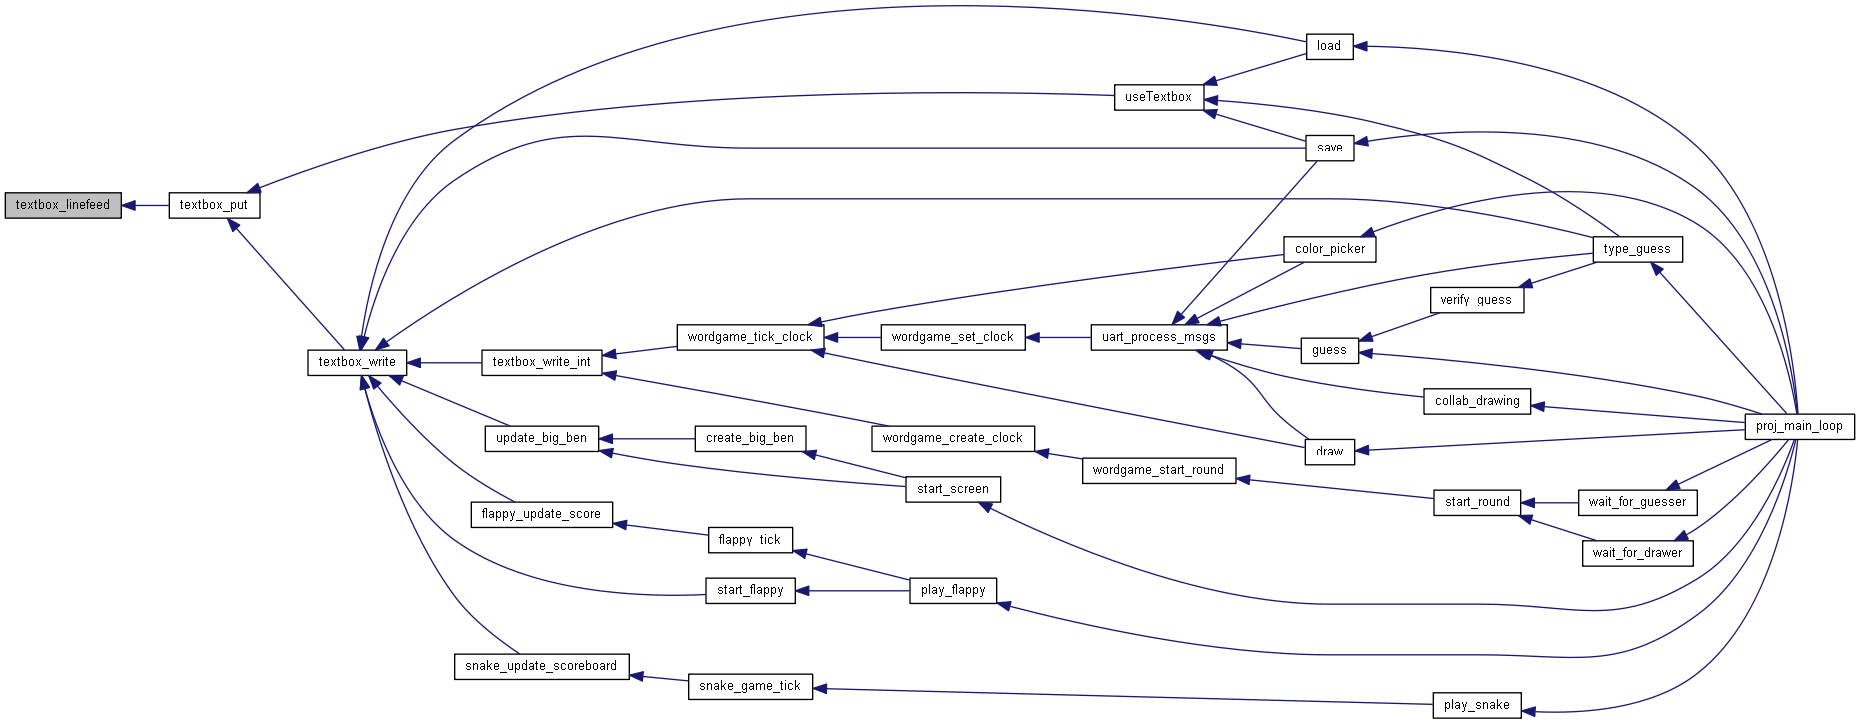 load
useTextbox
save
textbox_linefeed
textbox_put
color_picker
type_guess
verify_guess
wordgame_tick_clock
wordgame_set_clock
uart_process_msgs
guess
textbox_write
textbox_write_int
collab_drawing
proj_main_loop
update_big_ben
create_big_ben
wordgame_create_clock
draw
wordgame_start_round
start_screen
start_round
wait_for_guesser
flappy_update_score
flappy_tick
wait_for_drawer
start_flappy
play_flappy
snake_update_scoreboard
snake_game_tick
play_snake